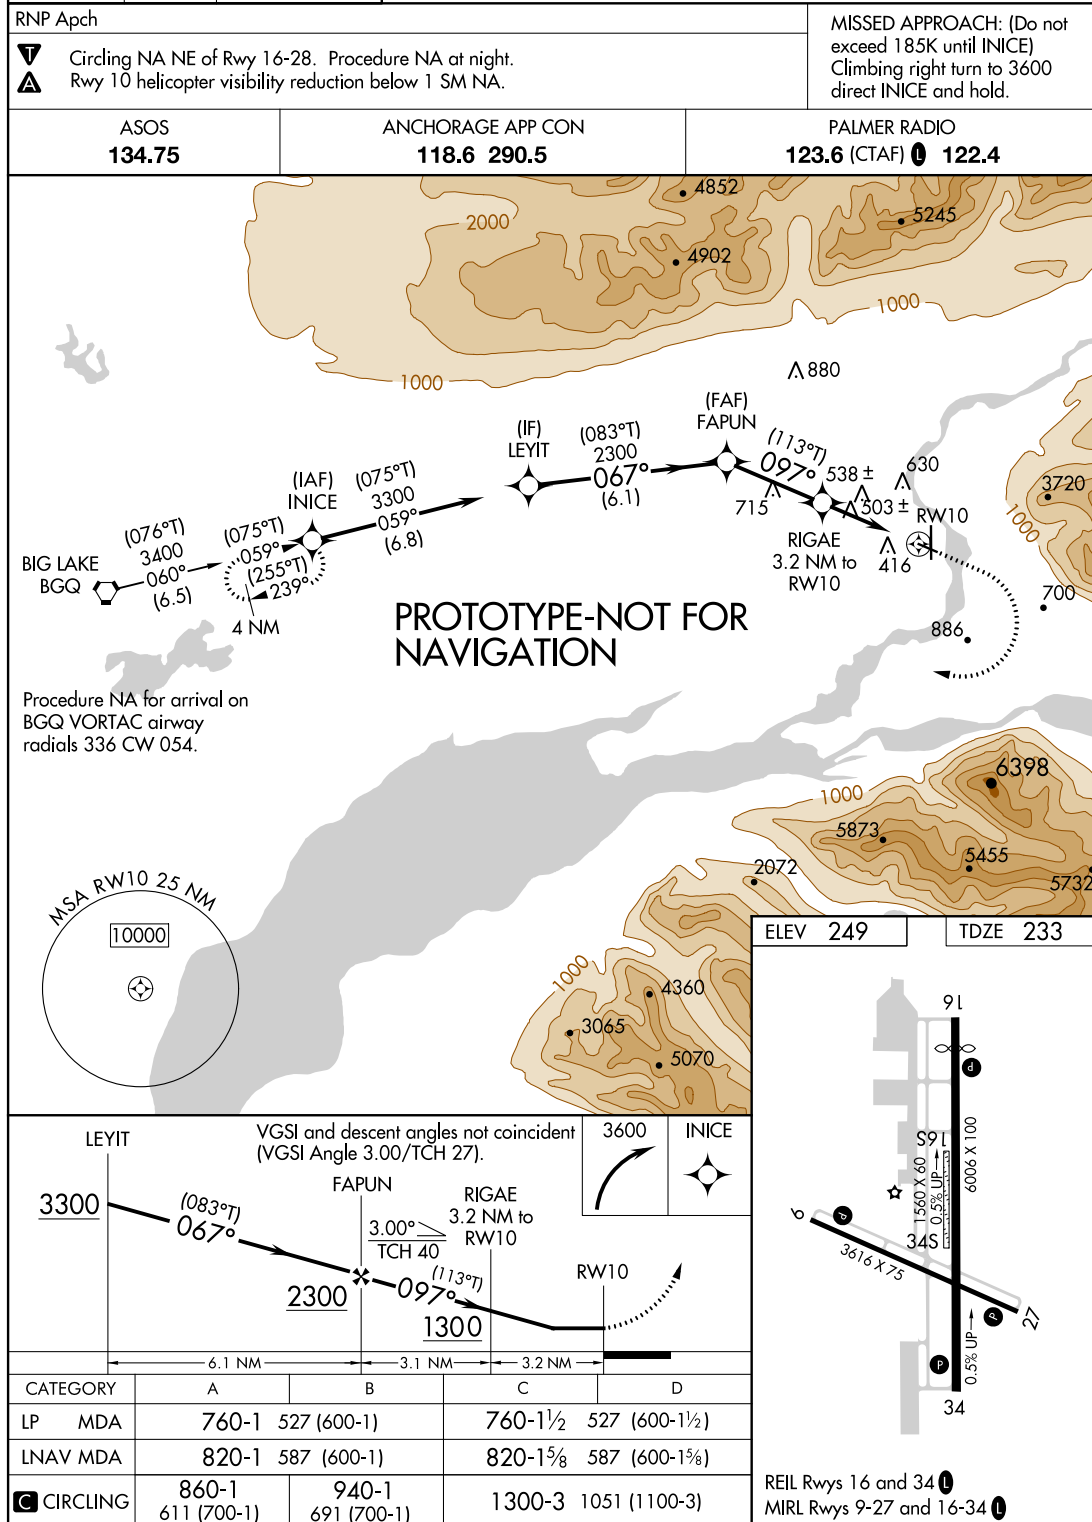 RNP Apch
T
A
Circling NA NE of Rwy 16-28. Procedure NA at night.
Rwy 10 helicopter visibility reduction below 1 SM NA.
MISSED APPROACH: (Do not
exceed 185K until INICE)
Climbing right turn to 3600
direct INICE and hold.
ASOS
134.75
ANCHORAGE APP CON
118.6 290.5
PALMER RADIO
123.6 (CTAF) L 122.4
4852
2000
5245
4902
1000
1000
880
(FAF)
FAPUN
(IF)
LEYIT
(083°T)
2300
067°
(6.1)
(113°T)
097°
538 ±
630
3720
(IAF)
INICE
(075°T)
3300
059°
(6.8)
715
503 ±
RW10
1000
(076°T)
3400
060°
(6.5)
(075°T)
059°
(255°T)
239°
BIG LAKE
BGQ
RIGAE
3.2 NM to
RW10
416
4 NM
700
886
PROTOTYPE-NOT FOR
NAVIGATION
Procedure NA for arrival on
BGQ VORTAC airway
radials 336 CW 054.
6398
1000
5873
5455
2072
5732
MSA RW10 25 NM
10000
1000
4360
3065
5070
ELEV 249
TDZE 233
16
P
16S
1560 X 60
0.5% UP
6006 X 100
34S
9
P
3616 X 75
P
27
0.5% UP
P
34
REIL Rwys 16 and 34 L
MIRL Rwys 9-27 and 16-34 L
LEYIT
VGSI and descent angles not coincident
(VGSI Angle 3.00/TCH 27).
3600
INICE
FAPUN
RIGAE
3.2 NM to
RW10
3300
(083°T)
067°
3.00°
TCH 40
RW10
2300
(113°T)
097°
1300
6.1 NM
3.1 NM
3.2 NM
CATEGORY A B C D
LP MDA 760-1 527 (600-1) 760-1½ 527 (600-1½)
LNAV MDA 820-1 587 (600-1) 820-1⅝ 587 (600-1⅝)
C CIRCLING 860-1 611 (700-1) 940-1 691 (700-1) 1300-3 1051 (1100-3)